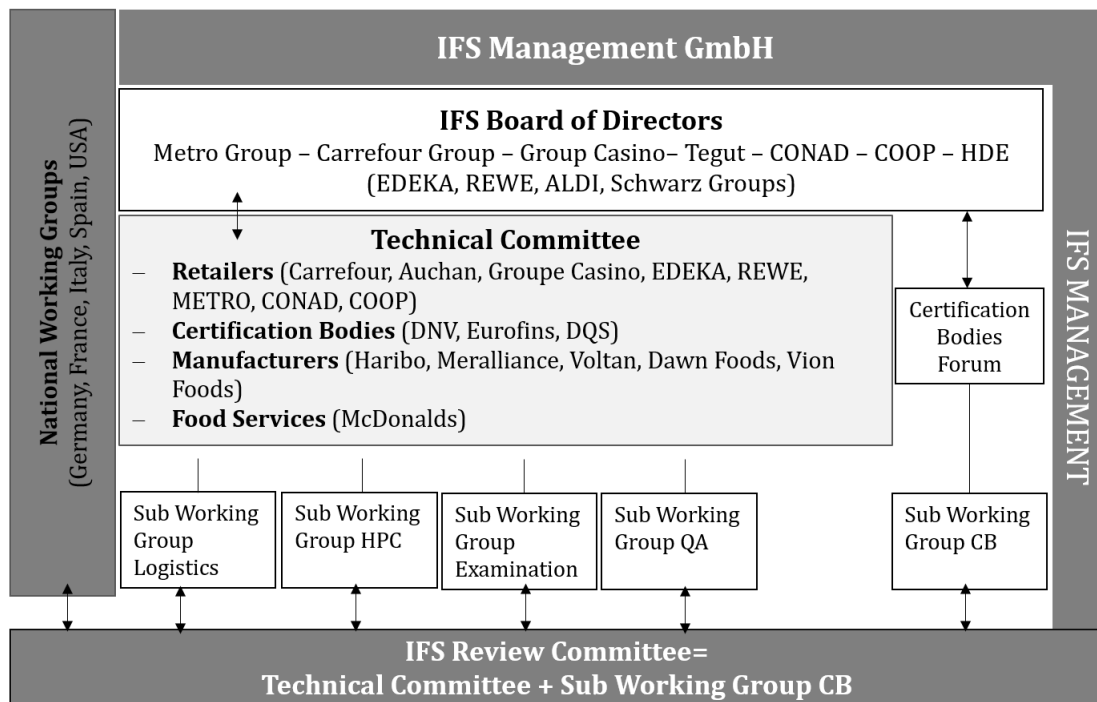 IFS Management GmbH
National Working Groups
(Germany, France, Italy, Spain, USA)
IFS Board of Directors
Metro Group – Carrefour Group – Group Casino– Tegut – CONAD – COOP – HDE
(EDEKA, REWE, ALDI, Schwarz Groups)
IFS MANAGEMENT
Technical Committee
– Retailers (Carrefour, Auchan, Groupe Casino, EDEKA, REWE,
METRO, CONAD, COOP)
– Certification Bodies (DNV, Eurofins, DQS)
– Manufacturers (Haribo, Meralliance, Voltan, Dawn Foods, Vion
Foods)
– Food Services (McDonalds)
Certification
Bodies
Forum
Sub Working
Group
Logistics
Sub Working
Group HPC
Sub Working
Group
Examination
Sub Working
Group QA
Sub Working
Group CB
IFS Review Committee=
Technical Committee + Sub Working Group CB